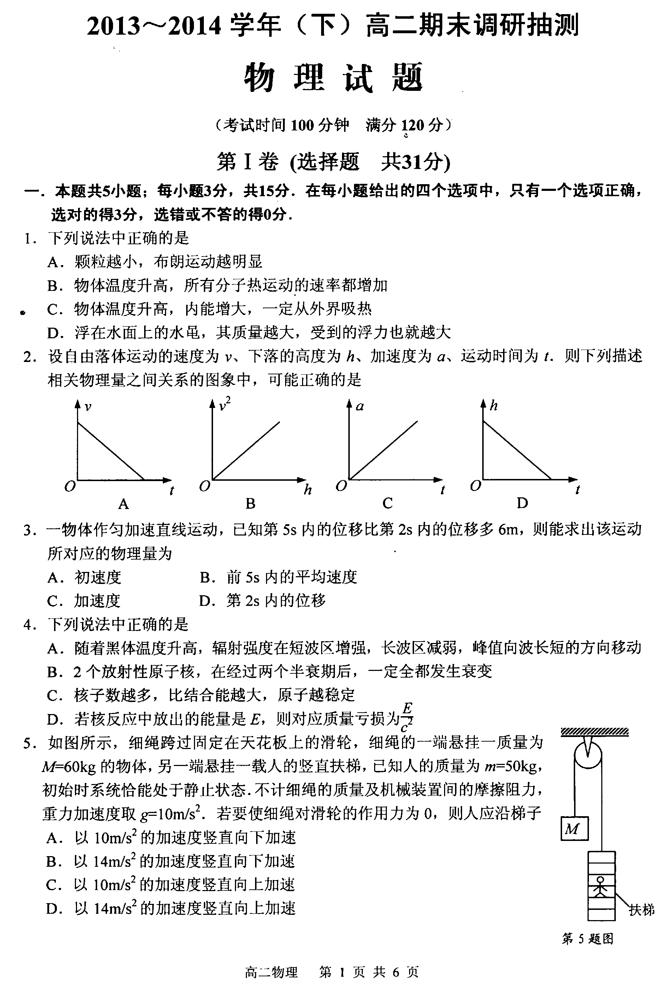 2013～2014 学年（下）高二期末调研抽测
物 理 试 题
（考试时间 100 分钟　满分 120 分）
第 I 卷 (选择题　共31分)
一．本题共5小题；每小题3分，共15分．在每小题给出的四个选项中，只有一个选项正确，
选对的得3分，选错或不答的得0分．
1．下列说法中正确的是
A．颗粒越小，布朗运动越明显
B．物体温度升高，所有分子热运动的速率都增加
C．物体温度升高，内能增大，一定从外界吸热
D．浮在水面上的水黾，其质量越大，受到的浮力也就越大
2．设自由落体运动的速度为 v、下落的高度为 h、加速度为 a、运动时间为 t．则下列描述
相关物理量之间关系的图象中，可能正确的是
v　v²　a　h
O　t　O　h　O　t　O　t
A　B　C　D
3．一物体作匀加速直线运动，已知第 5s 内的位移比第 2s 内的位移多 6m，则能求出该运动
所对应的物理量为
A．初速度　B．前 5s 内的平均速度
C．加速度　D．第 2s 内的位移
4．下列说法中正确的是
A．随着黑体温度升高，辐射强度在短波区增强，长波区减弱，峰值向波长短的方向移动
B．2 个放射性原子核，在经过两个半衰期后，一定全都发生衰变
C．核子数越多，比结合能越大，原子越稳定
D．若核反应中放出的能量是 E，则对应质量亏损为E/c²
5．如图所示，细绳跨过固定在天花板上的滑轮，细绳的一端悬挂一质量为
M=60kg 的物体，另一端悬挂一载人的竖直扶梯，已知人的质量为 m=50kg，
初始时系统恰能处于静止状态．不计细绳的质量及机械装置间的摩擦阻力，
重力加速度取 g=10m/s²．若要使细绳对滑轮的作用力为 0，则人应沿梯子
A．以 10m/s² 的加速度竖直向下加速
B．以 14m/s² 的加速度竖直向下加速
C．以 10m/s² 的加速度竖直向上加速
D．以 14m/s² 的加速度竖直向上加速
M
扶梯
第 5 题图
高二物理　第 1 页 共 6 页